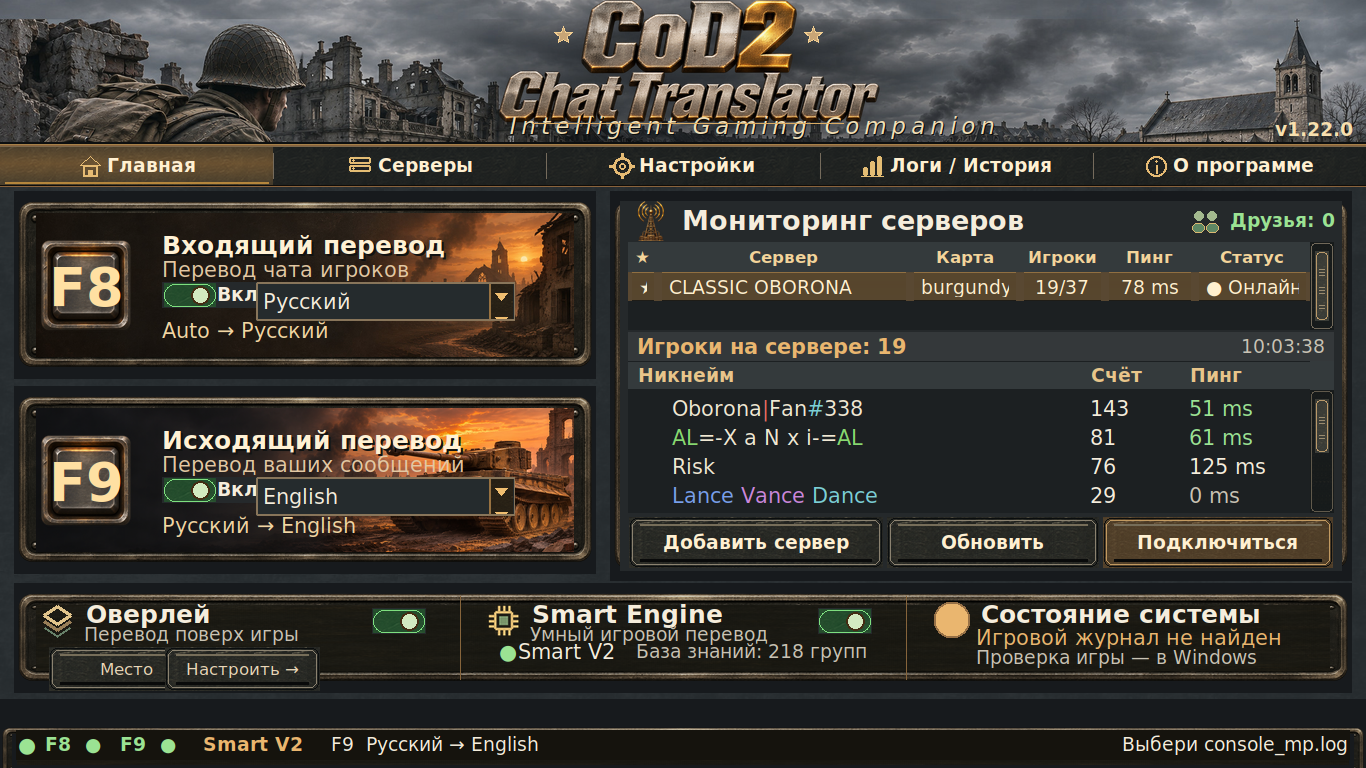 CoD2
Chat Translator
Intelligent Gaming Companion
v1.22.0
Главная
Серверы
Настройки
Логи / История
О программе
F8
Входящий перевод
Перевод чата игроков
Вкл
Русский
Auto → Русский
F9
Исходящий перевод
Перевод ваших сообщений
Вкл
English
Русский → English
Мониторинг серверов
Друзья: 0
★ Сервер Карта Игроки Пинг Статус
CLASSIC OBORONA burgundy 19/37 78 ms ● Онлайн
Игроки на сервере: 19 10:03:38
Никнейм Счёт Пинг
Oborona|Fan#338 143 51 ms
AL=-X a N x i-=AL 81 61 ms
Risk 76 125 ms
Lance Vance Dance 29 0 ms
Добавить сервер
Обновить
Подключиться
Оверлей
Перевод поверх игры
Место
Настроить →
Smart Engine
Умный игровой перевод
Smart V2 База знаний: 218 групп
Состояние системы
Игровой журнал не найден
Проверка игры — в Windows
● F8 ● F9 ● Smart V2 F9 Русский → English
Выбери console_mp.log